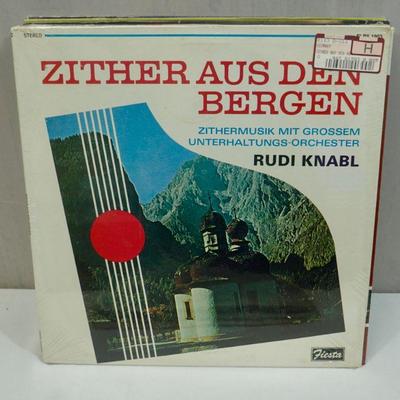 STEREO
H
ZITHER AUS DEN
BERGEN
ZITHERMUSIK MIT GROSSEM
UNTERHALTUNGS-ORCHESTER
RUDI KNABL
Fiesta